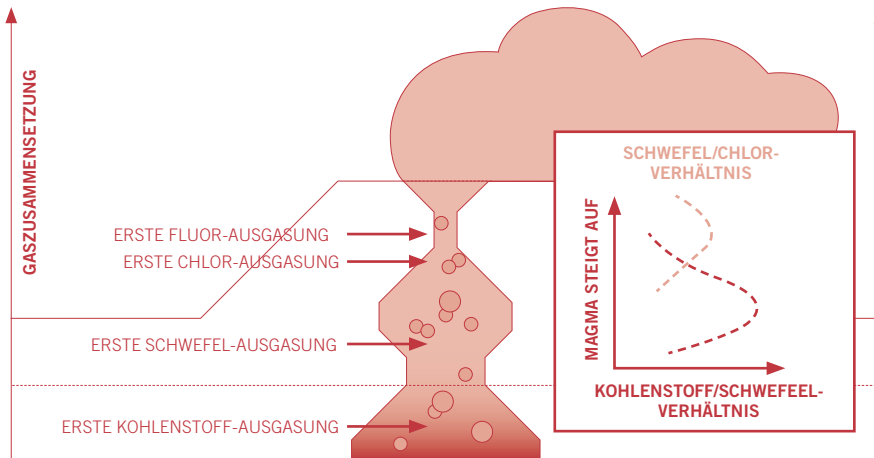 GASZUSAMMENSETZUNG
ERSTE FLUOR-AUSGASUNG
ERSTE CHLOR-AUSGASUNG
ERSTE SCHWEFEL-AUSGASUNG
ERSTE KOHLENSTOFF-AUSGASUNG
SCHWEFEL/CHLOR-
VERHÄLTNIS
MAGMA STEIGT AUF
KOHLENSTOFF/SCHWEFEEL-
VERHÄLTNIS